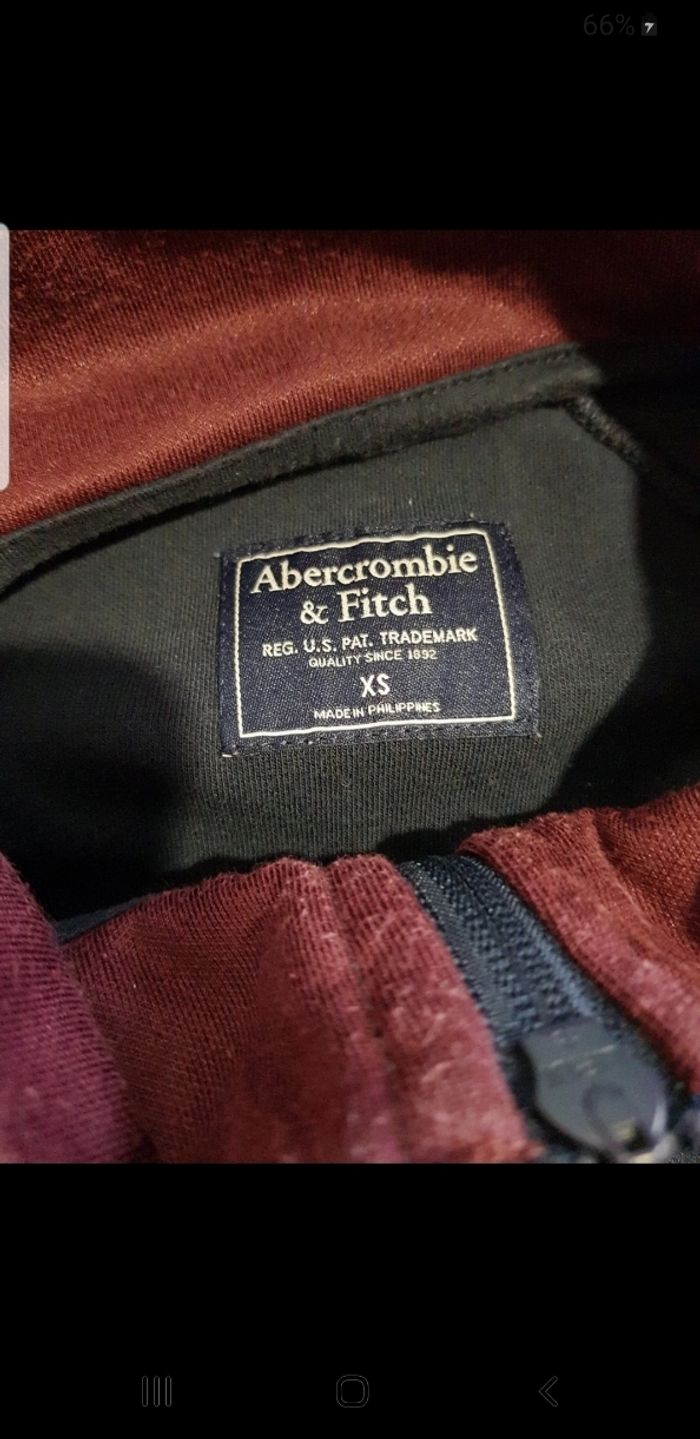 66%
Abercrombie
& Fitch
REG. U.S. PAT. TRADEMARK
QUALITY SINCE 1892
XS
MADE IN PHILIPPINES